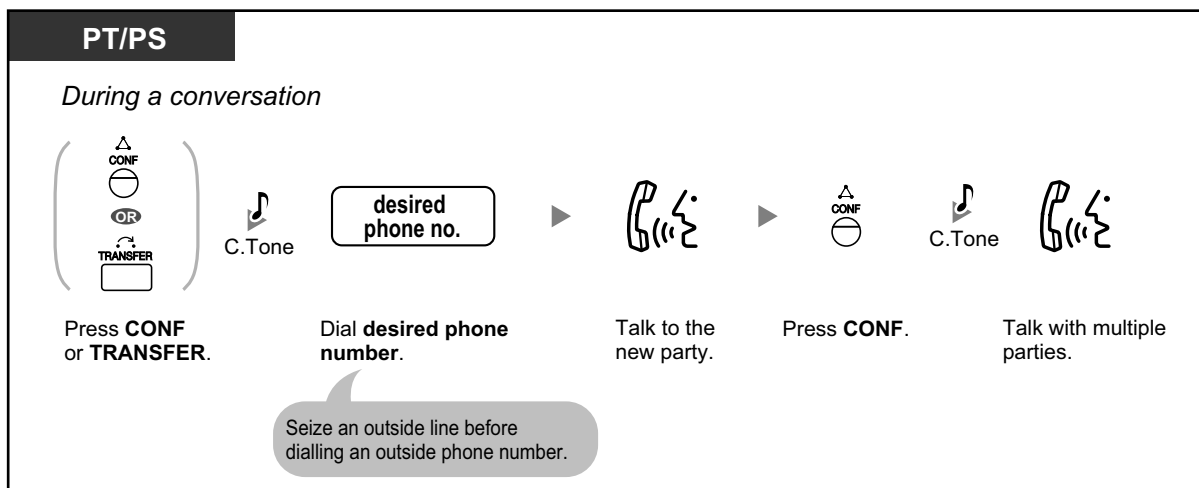 PT/PS
During a conversation
CONF
OR
TRANSFER
C.Tone
desired
phone no.
CONF
C.Tone
Press CONF
or TRANSFER.
Dial desired phone
number.
Talk to the
new party.
Press CONF.
Talk with multiple
parties.
Seize an outside line before
dialling an outside phone number.